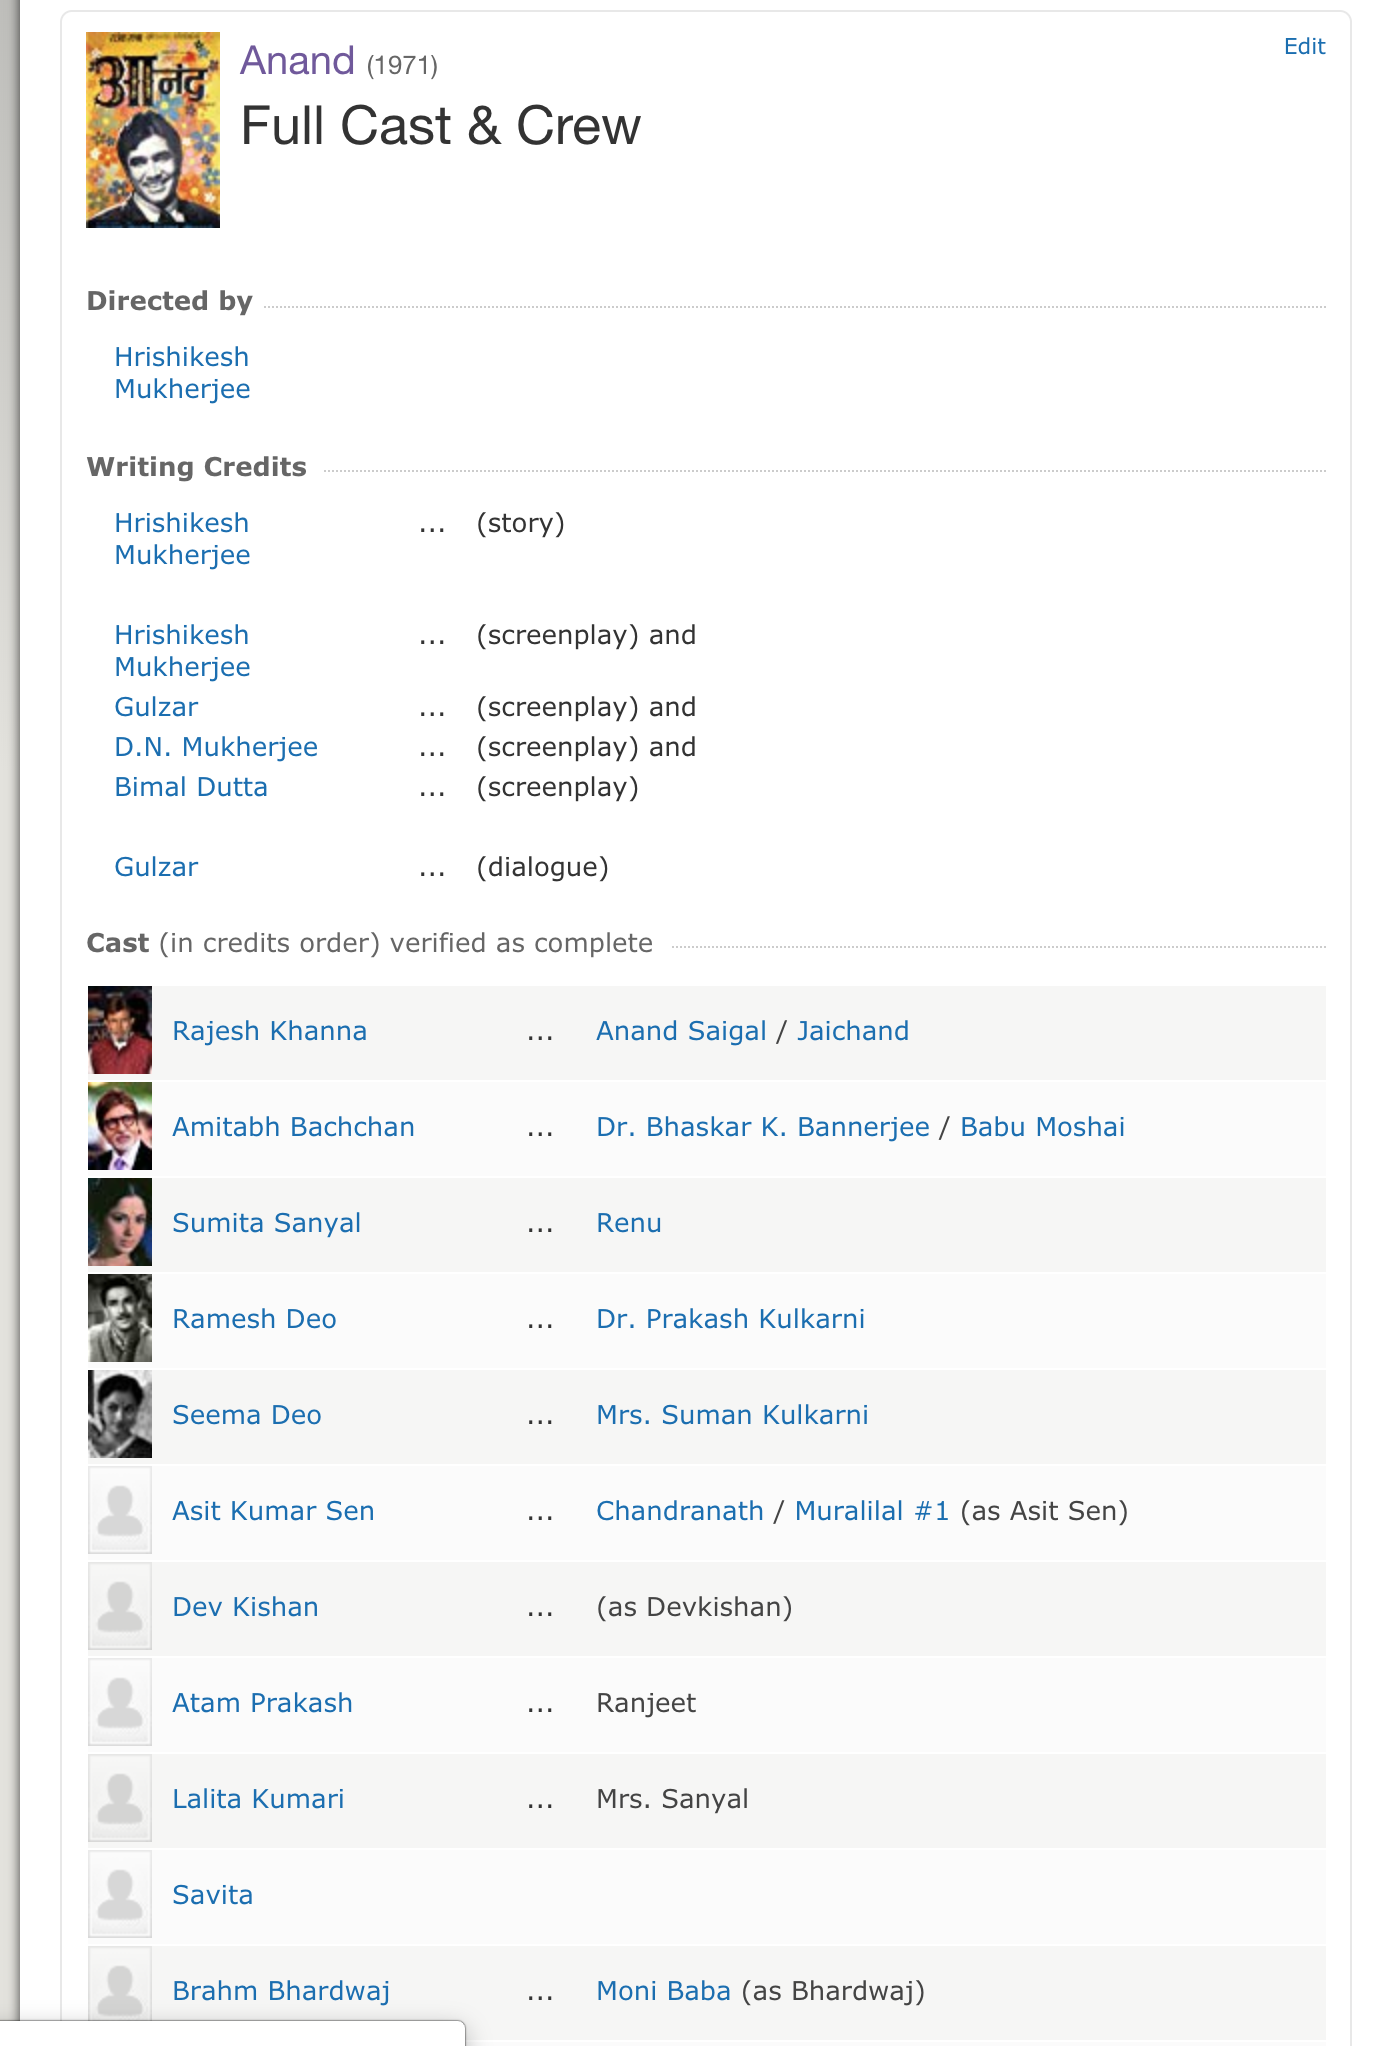 आनंद
Anand (1971)
Edit
Full Cast & Crew
Directed by
Hrishikesh
Mukherjee
Writing Credits
Hrishikesh ... (story)
Mukherjee
Hrishikesh ... (screenplay) and
Mukherjee
Gulzar ... (screenplay) and
D.N. Mukherjee ... (screenplay) and
Bimal Dutta ... (screenplay)
Gulzar ... (dialogue)
Cast (in credits order) verified as complete
Rajesh Khanna ... Anand Saigal / Jaichand
Amitabh Bachchan ... Dr. Bhaskar K. Bannerjee / Babu Moshai
Sumita Sanyal ... Renu
Ramesh Deo ... Dr. Prakash Kulkarni
Seema Deo ... Mrs. Suman Kulkarni
Asit Kumar Sen ... Chandranath / Muralilal #1 (as Asit Sen)
Dev Kishan ... (as Devkishan)
Atam Prakash ... Ranjeet
Lalita Kumari ... Mrs. Sanyal
Savita
Brahm Bhardwaj ... Moni Baba (as Bhardwaj)